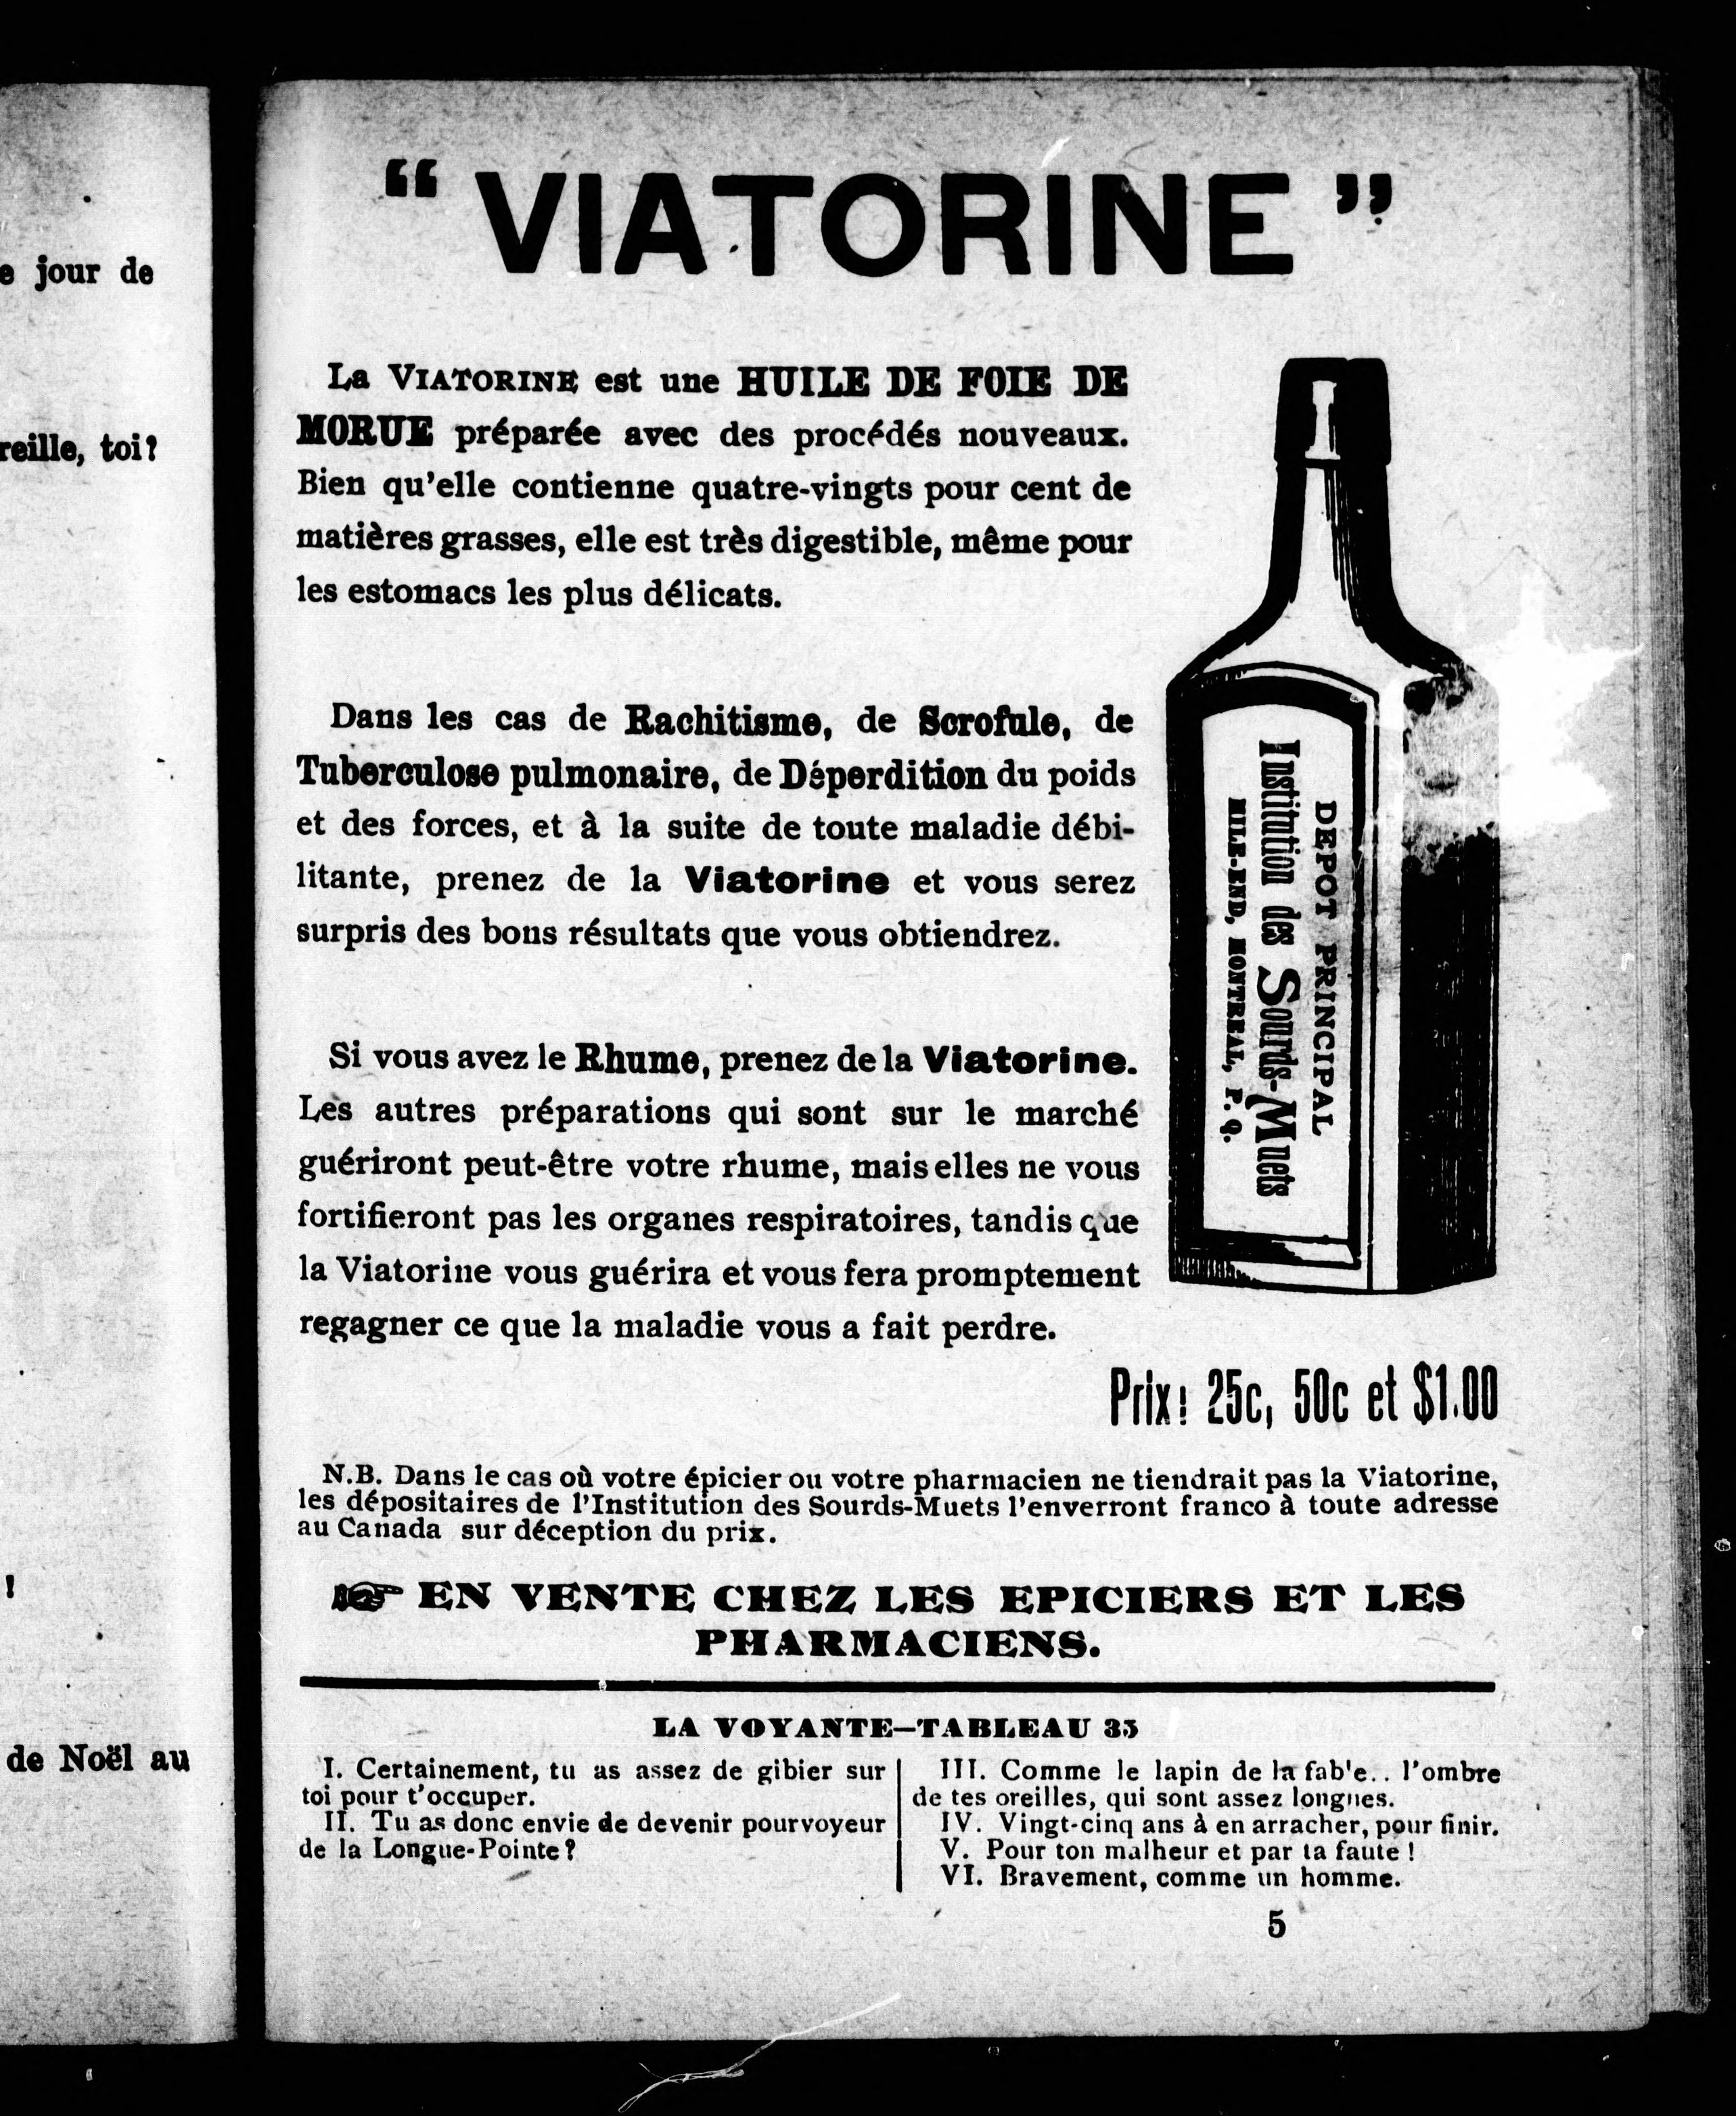 e jour de
reille, toi?
!
de Noël au
“ VIATORINE ”
La VIATORINE est une HUILE DE FOIE DE
MORUE préparée avec des procédés nouveaux.
Bien qu'elle contienne quatre-vingts pour cent de
matières grasses, elle est très digestible, même pour
les estomacs les plus délicats.
Dans les cas de Rachitisme, de Scrofule, de
Tuberculose pulmonaire, de Déperdition du poids
et des forces, et à la suite de toute maladie débi-
litante, prenez de la Viatorine et vous serez
surpris des bons résultats que vous obtiendrez.
Si vous avez le Rhume, prenez de la Viatorine.
Les autres préparations qui sont sur le marché
guériront peut-être votre rhume, mais elles ne vous
fortifieront pas les organes respiratoires, tandis que
la Viatorine vous guérira et vous fera promptement
regagner ce que la maladie vous a fait perdre.
DEPOT PRINCIPAL
Institution des Sourds-Muets
MILE-END, MONTREAL, P. Q.
Prix: 25c, 50c et $1.00
N.B. Dans le cas où votre épicier ou votre pharmacien ne tiendrait pas la Viatorine,
les dépositaires de l'Institution des Sourds-Muets l'enverront franco à toute adresse
au Canada sur déception du prix.
☞ EN VENTE CHEZ LES EPICIERS ET LES
PHARMACIENS.
LA VOYANTE—TABLEAU 35
I. Certainement, tu as assez de gibier sur
toi pour t'occuper.
II. Tu as donc envie de devenir pourvoyeur
de la Longue-Pointe?
III. Comme le lapin de la fab'e.. l'ombre
de tes oreilles, qui sont assez longues.
IV. Vingt-cinq ans à en arracher, pour finir.
V. Pour ton malheur et par ta faute !
VI. Bravement, comme un homme.
5